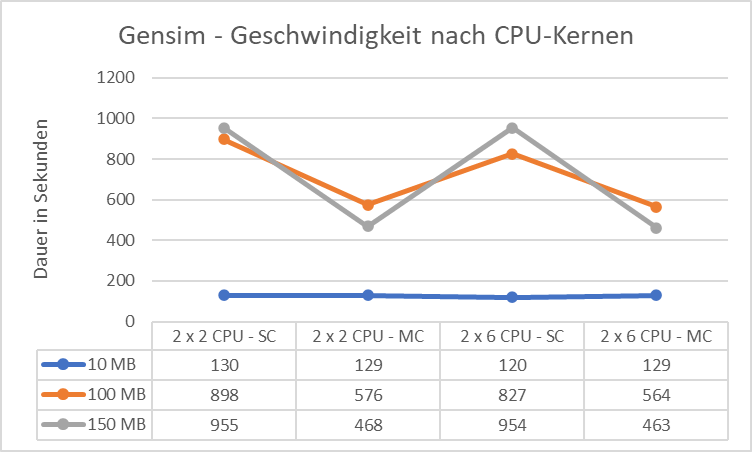 Gensim - Geschwindigkeit nach CPU-Kernen
1200
1000
800
600
400
200
0
Dauer in Sekunden
2 x 2 CPU - SC 2 x 2 CPU - MC 2 x 6 CPU - SC 2 x 6 CPU - MC
10 MB 130 129 120 129
100 MB 898 576 827 564
150 MB 955 468 954 463